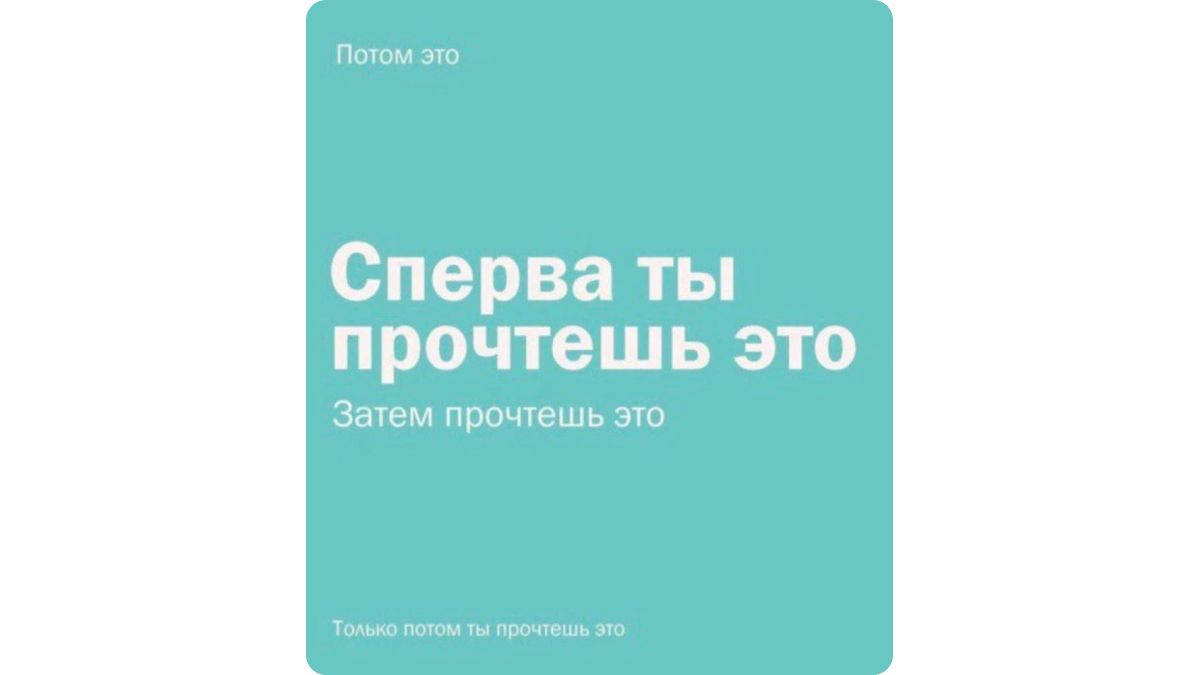 Потом это
Сперва ты
прочтешь это
Затем прочтешь это
Только потом ты прочтешь это